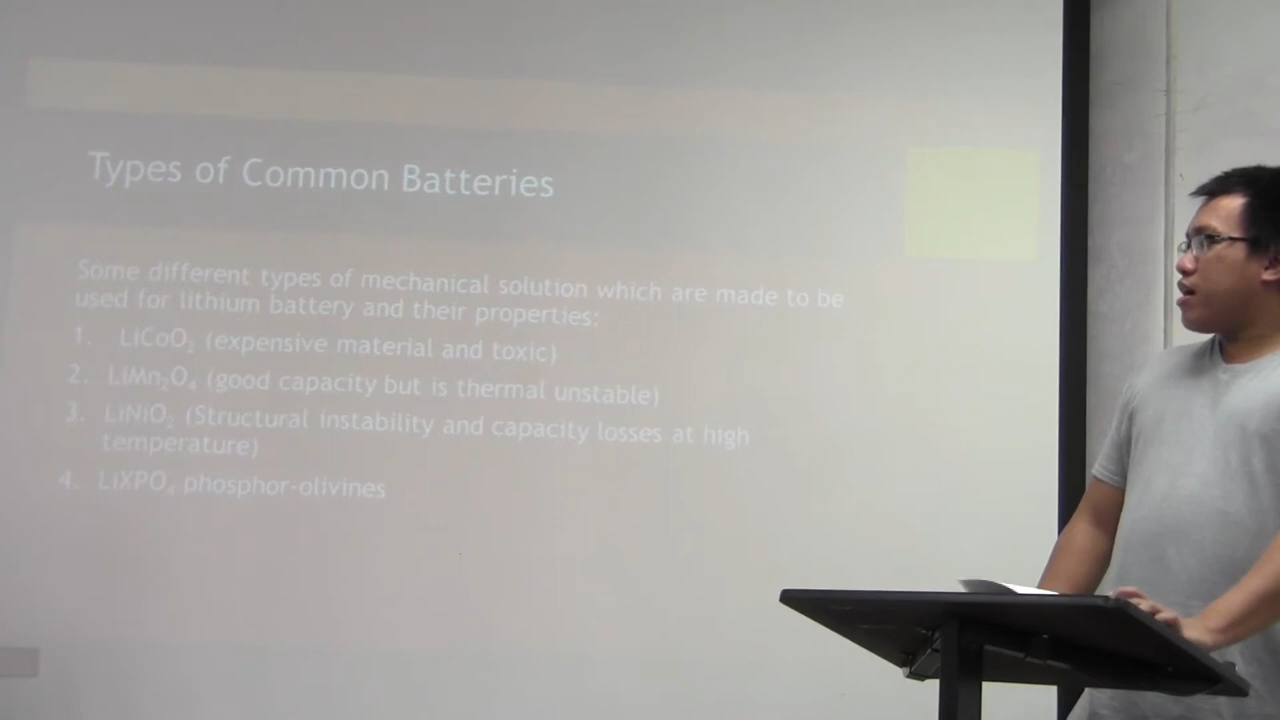 Types of Common Batteries
Some different types of mechanical solution which are made to be
used for lithium battery and their properties:
1. LiCoO₂ (expensive material and toxic)
2. LiMn₂O₄ (good capacity but is thermal unstable)
3. LiNiO₂ (Structural instability and capacity losses at high
temperature)
4. LiXPO₄ phosphor-olivines